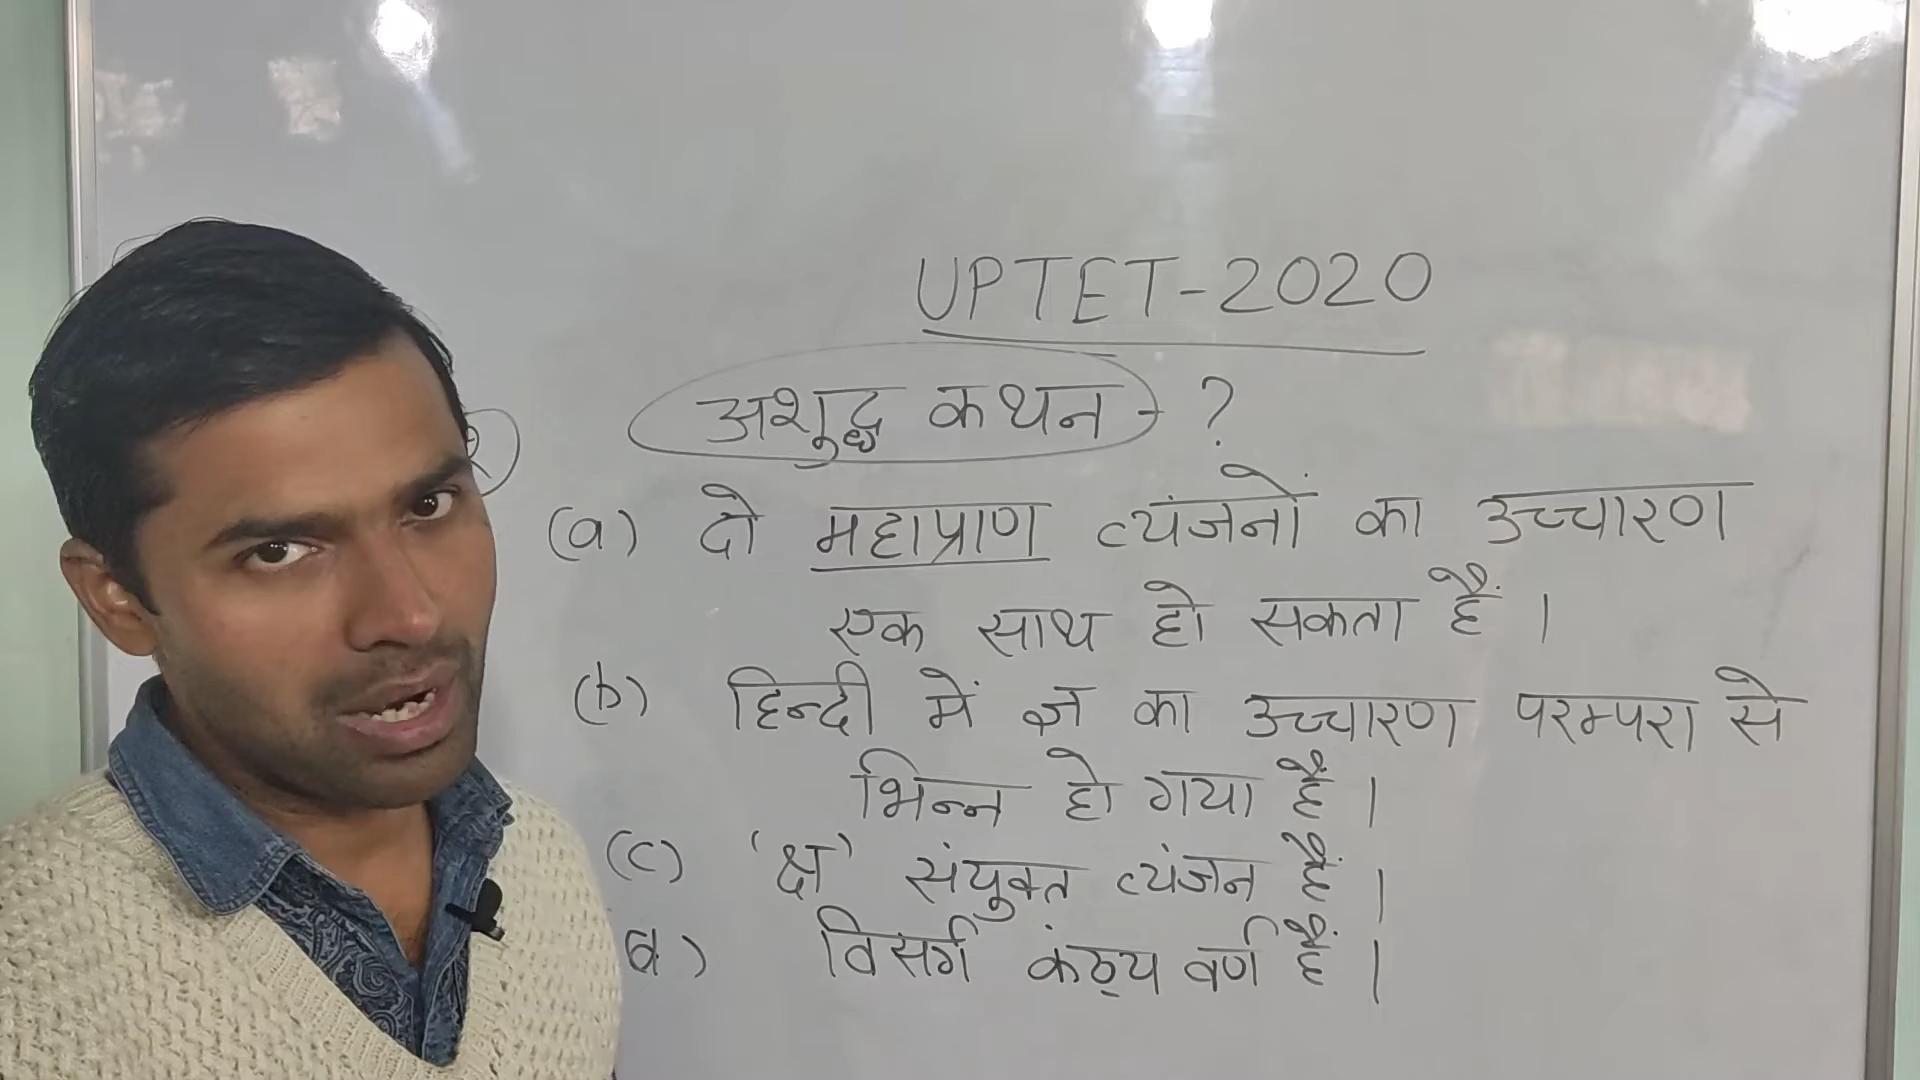 UPTET-2020
अशुद्ध कथन - ?
(a) दो महाप्राण व्यंजनों का उच्चारण
एक साथ हो सकता है।
(b) हिन्दी में ज्ञ का उच्चारण परम्परा से
भिन्न हो गया है।
(c) 'क्ष' संयुक्त व्यंजन है।
d) विसर्ग कंठ्य वर्ण है।